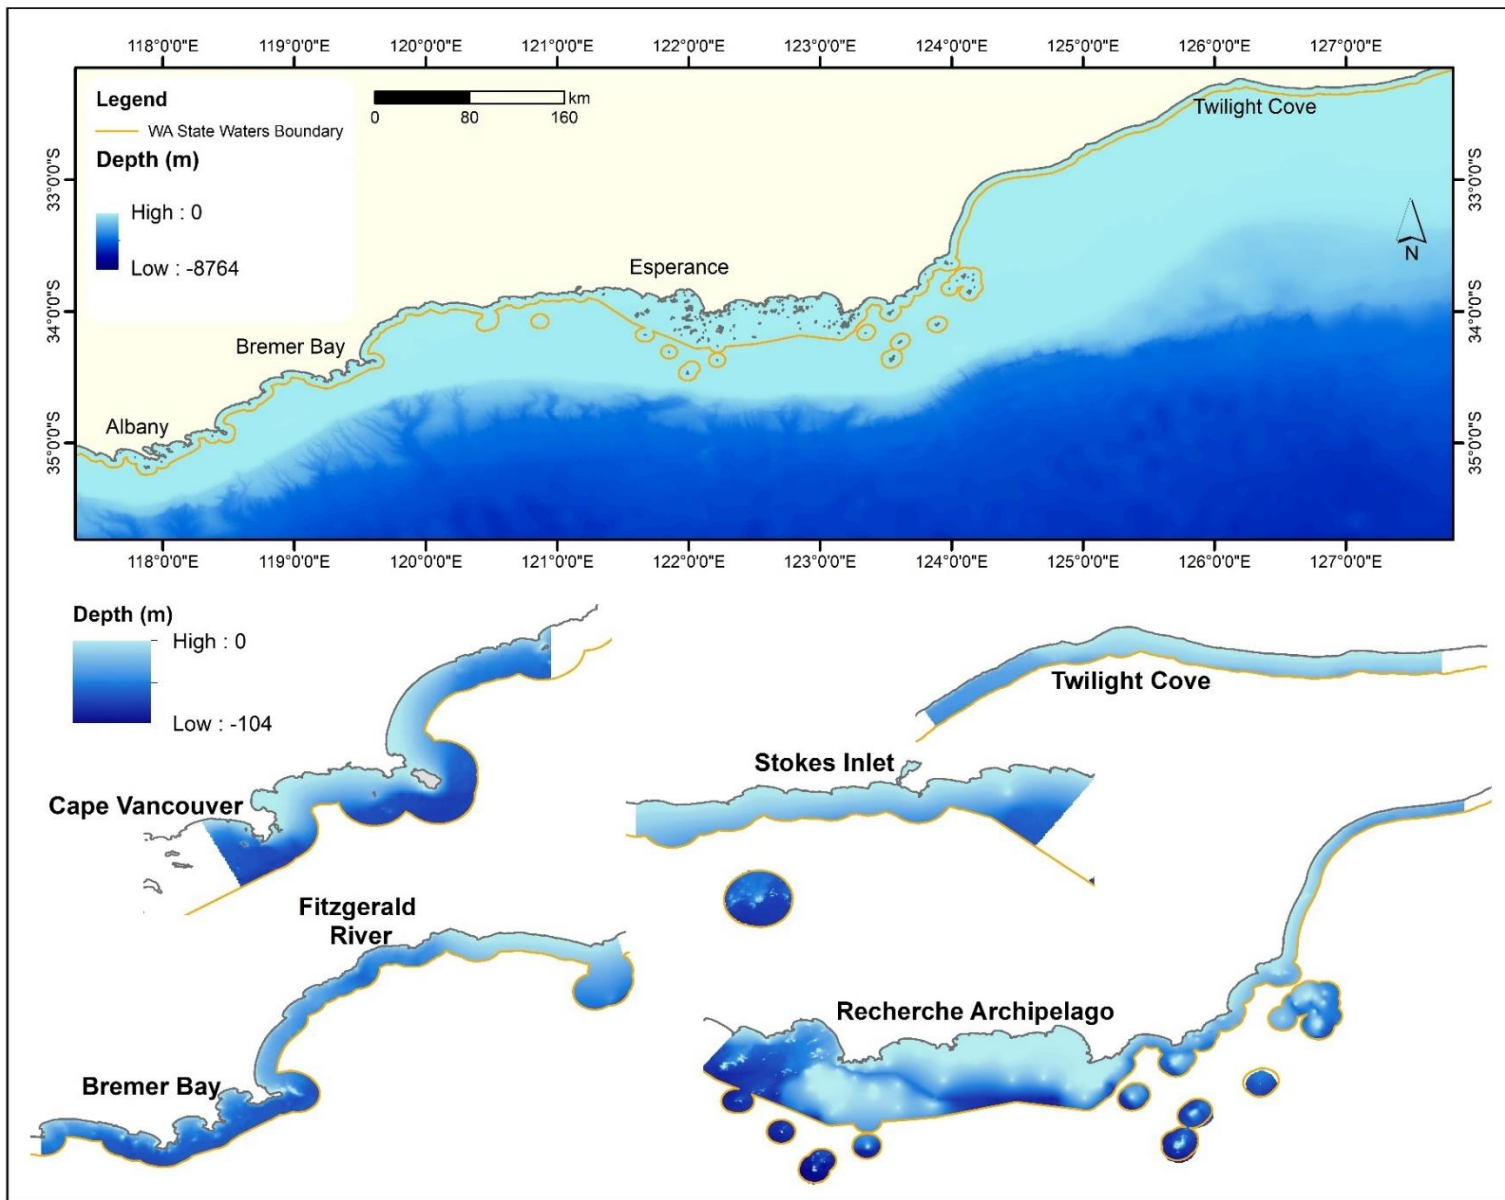 118°0'0"E 119°0'0"E 120°0'0"E 121°0'0"E 122°0'0"E 123°0'0"E 124°0'0"E 125°0'0"E 126°0'0"E 127°0'0"E
Legend
WA State Waters Boundary
Depth (m)
High : 0
Low : -8764
km
0 80 160
Twilight Cove
33°0'0"S 33°0'0"S
N
Esperance
34°0'0"S 34°0'0"S
Bremer Bay
Albany
35°0'0"S 35°0'0"S
118°0'0"E 119°0'0"E 120°0'0"E 121°0'0"E 122°0'0"E 123°0'0"E 124°0'0"E 125°0'0"E 126°0'0"E 127°0'0"E
Depth (m)
High : 0
Low : -104
Twilight Cove
Stokes Inlet
Cape Vancouver
Fitzgerald
River
Recherche Archipelago
Bremer Bay